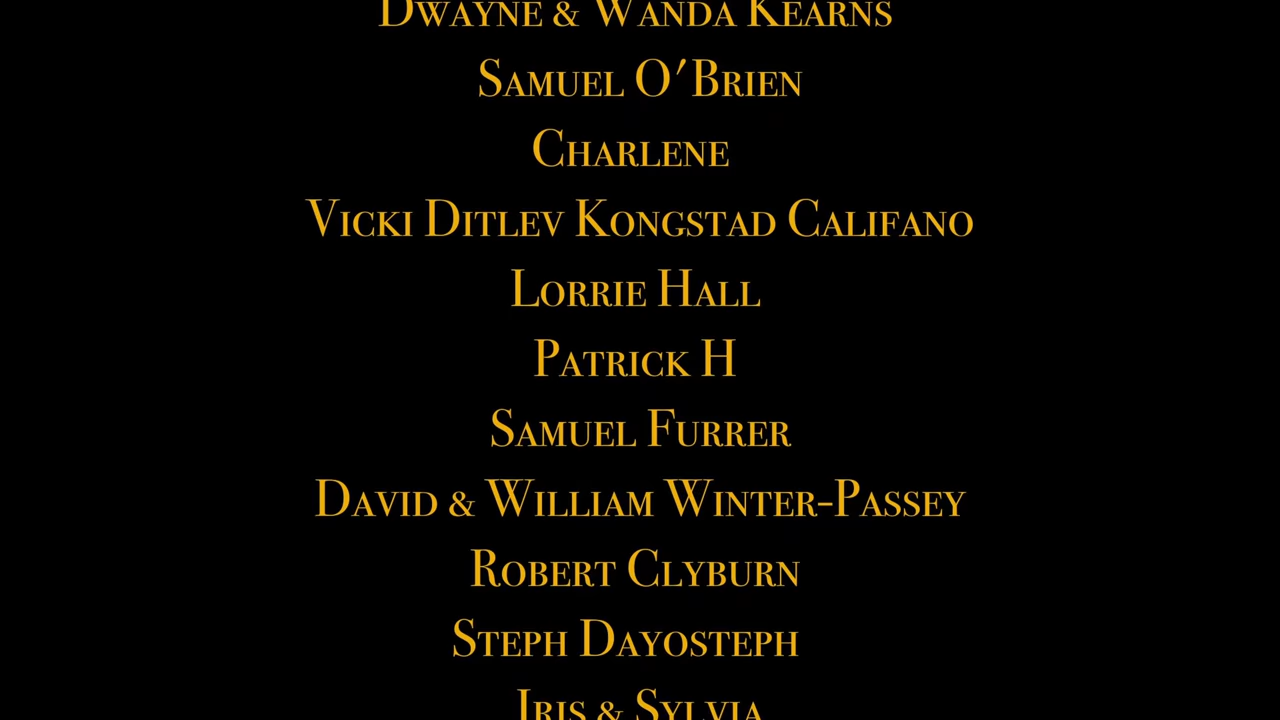 Dwayne & Wanda Kearns
Samuel O'Brien
Charlene
Vicki Ditlev Kongstad Califano
Lorrie Hall
Patrick H
Samuel Furrer
David & William Winter-Passey
Robert Clyburn
Steph Dayosteph
Iris & Sylvia